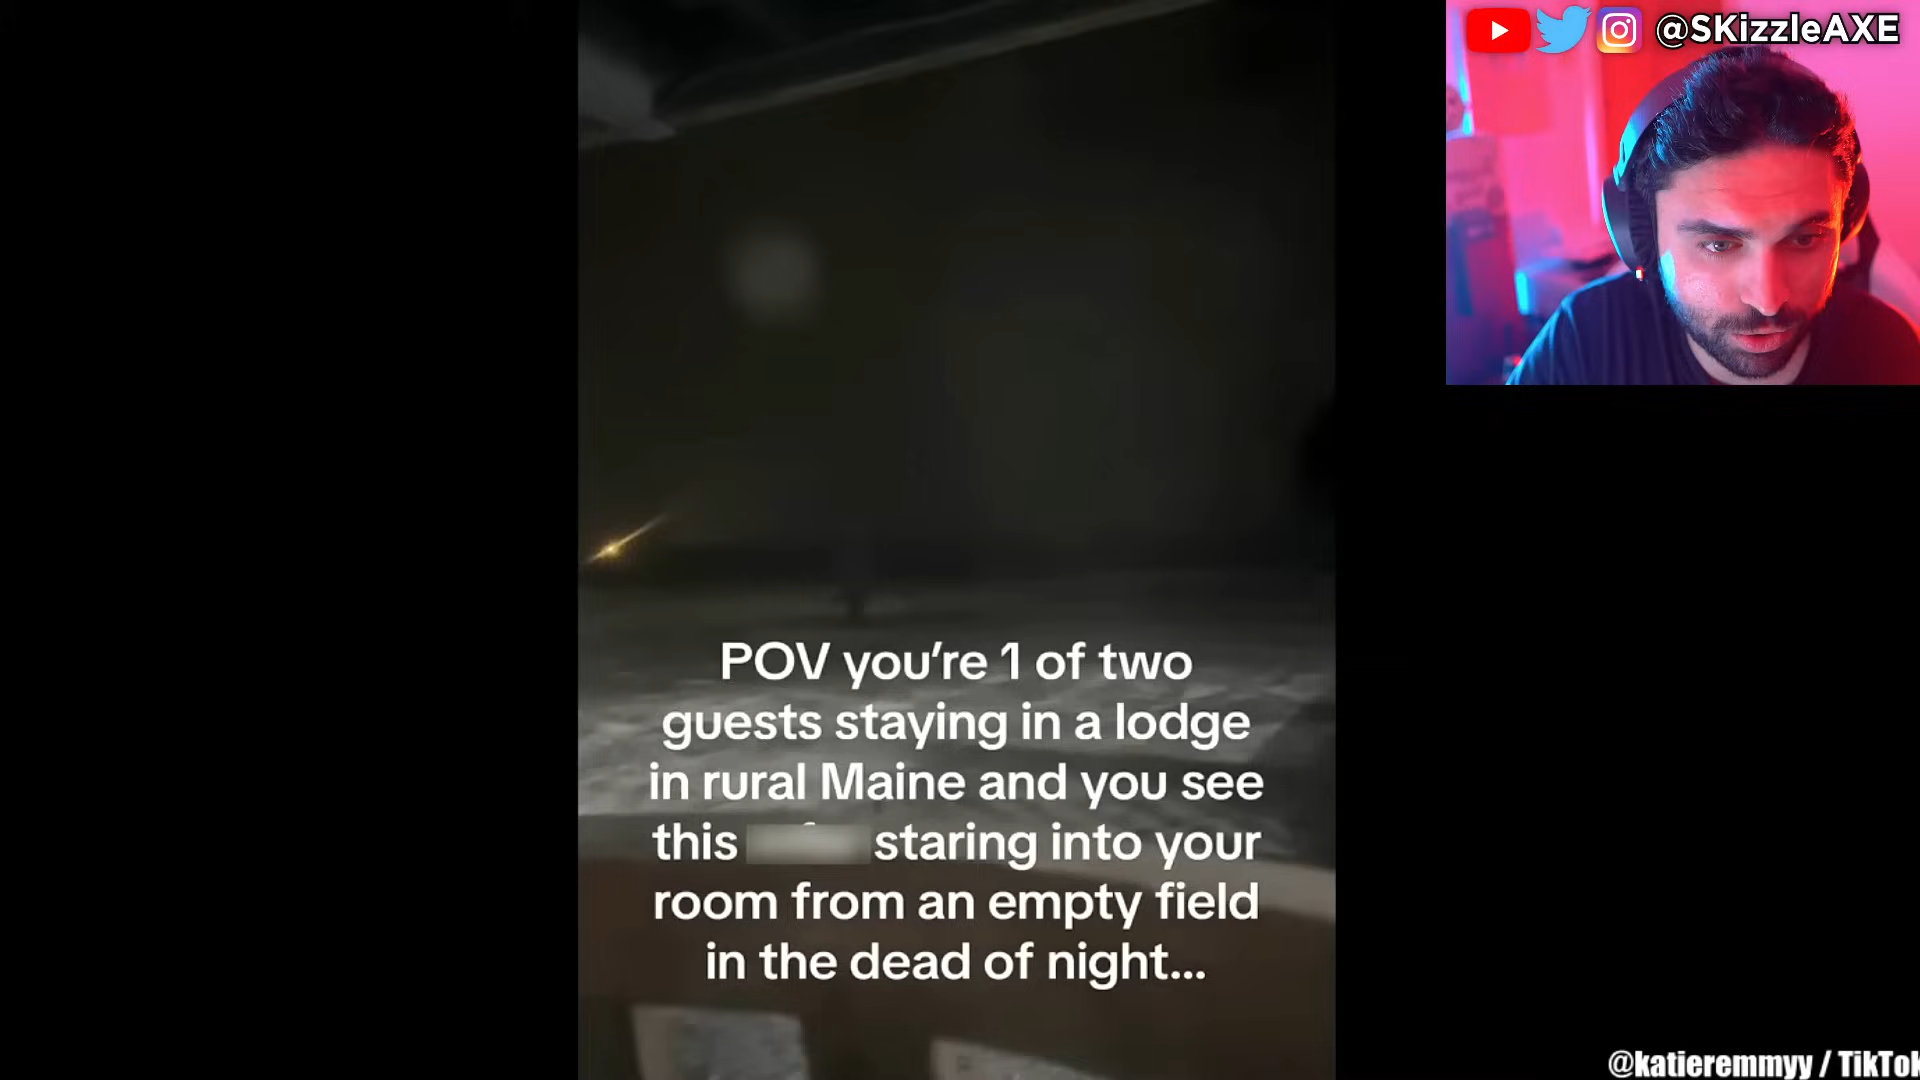 @SKizzleAXE
POV you’re 1 of two
guests staying in a lodge
in rural Maine and you see
this staring into your
room from an empty field
in the dead of night...
@katieremmyy / TikTok